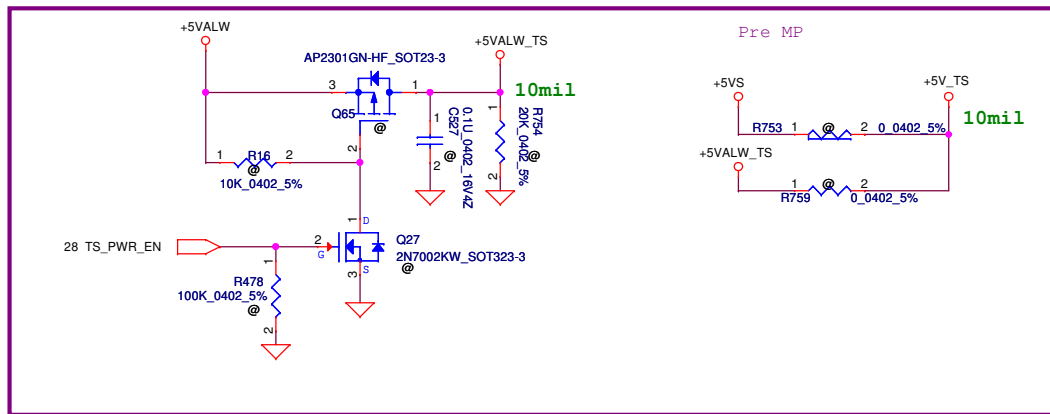 +5VALW
+5VALW_TS
Pre MP
AP2301GN-HF_SOT23-3
3
1
10mil
Q65
@
2
1
C527
0.1U_0402_16V4Z
@
2
1
R754
20K_0402_5%
@
2
R16
1
2
@
10K_0402_5%
28 TS_PWR_EN
2
G
1
D
S
3
Q27
2N7002KW_SOT323-3
@
1
R478
100K_0402_5%
@
2
+5VS
+5V_TS
10mil
R753
1
@
2
0_0402_5%
+5VALW_TS
1
@
2
R759
0_0402_5%